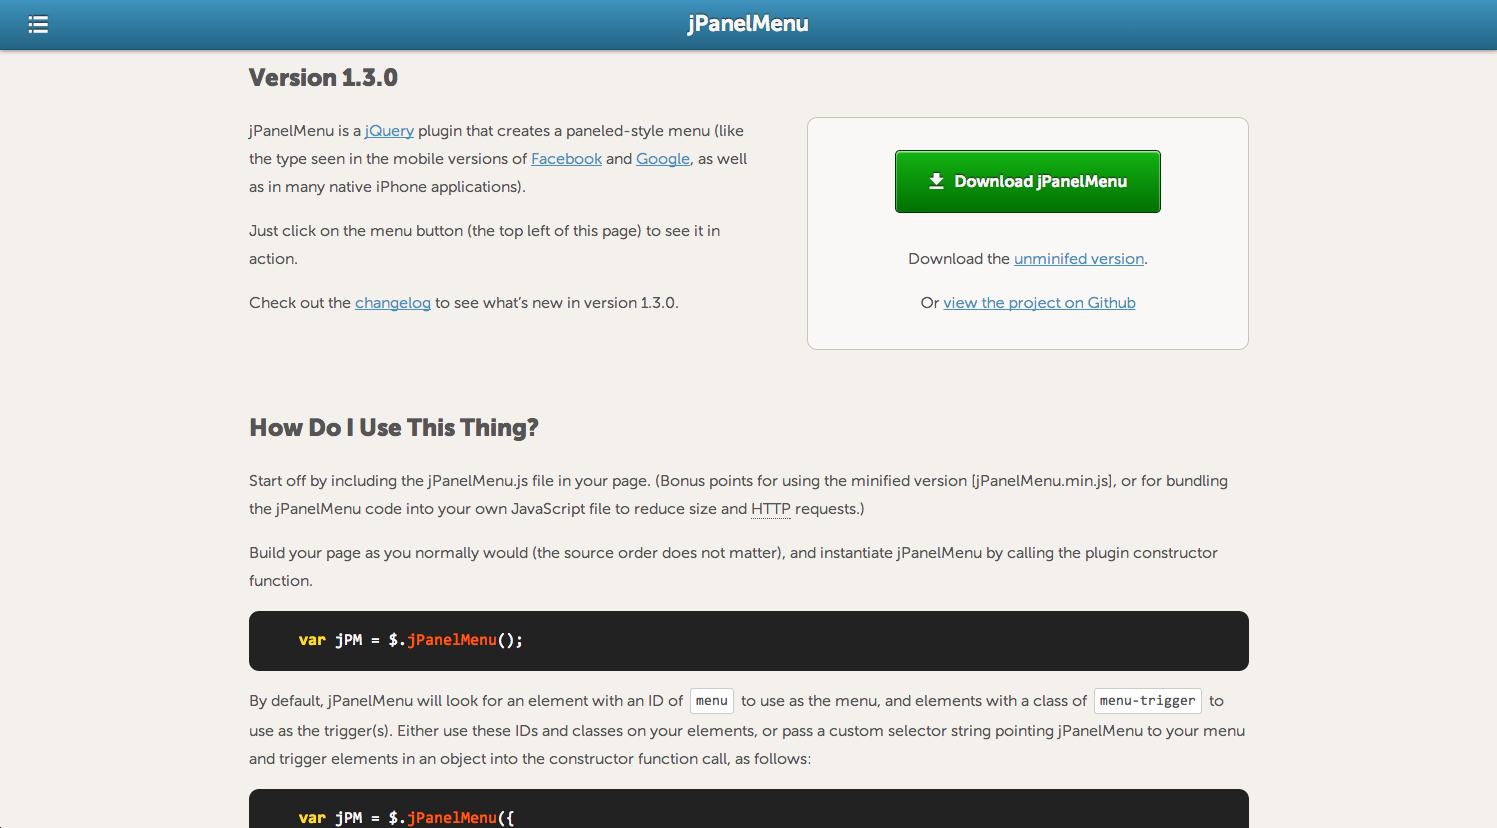 jPanelMenu
Version 1.3.0
jPanelMenu is a jQuery plugin that creates a paneled-style menu (like
the type seen in the mobile versions of Facebook and Google, as well
as in many native iPhone applications).
Just click on the menu button (the top left of this page) to see it in
action.
Check out the changelog to see what’s new in version 1.3.0.
Download jPanelMenu
Download the unminifed version.
Or view the project on Github
How Do I Use This Thing?
Start off by including the jPanelMenu.js file in your page. (Bonus points for using the minified version [jPanelMenu.min.js], or for bundling
the jPanelMenu code into your own JavaScript file to reduce size and HTTP requests.)
Build your page as you normally would (the source order does not matter), and instantiate jPanelMenu by calling the plugin constructor
function.
var jPM = $.jPanelMenu();
By default, jPanelMenu will look for an element with an ID of menu to use as the menu, and elements with a class of menu-trigger to
use as the trigger(s). Either use these IDs and classes on your elements, or pass a custom selector string pointing jPanelMenu to your menu
and trigger elements in an object into the constructor function call, as follows:
var jPM = $.jPanelMenu({